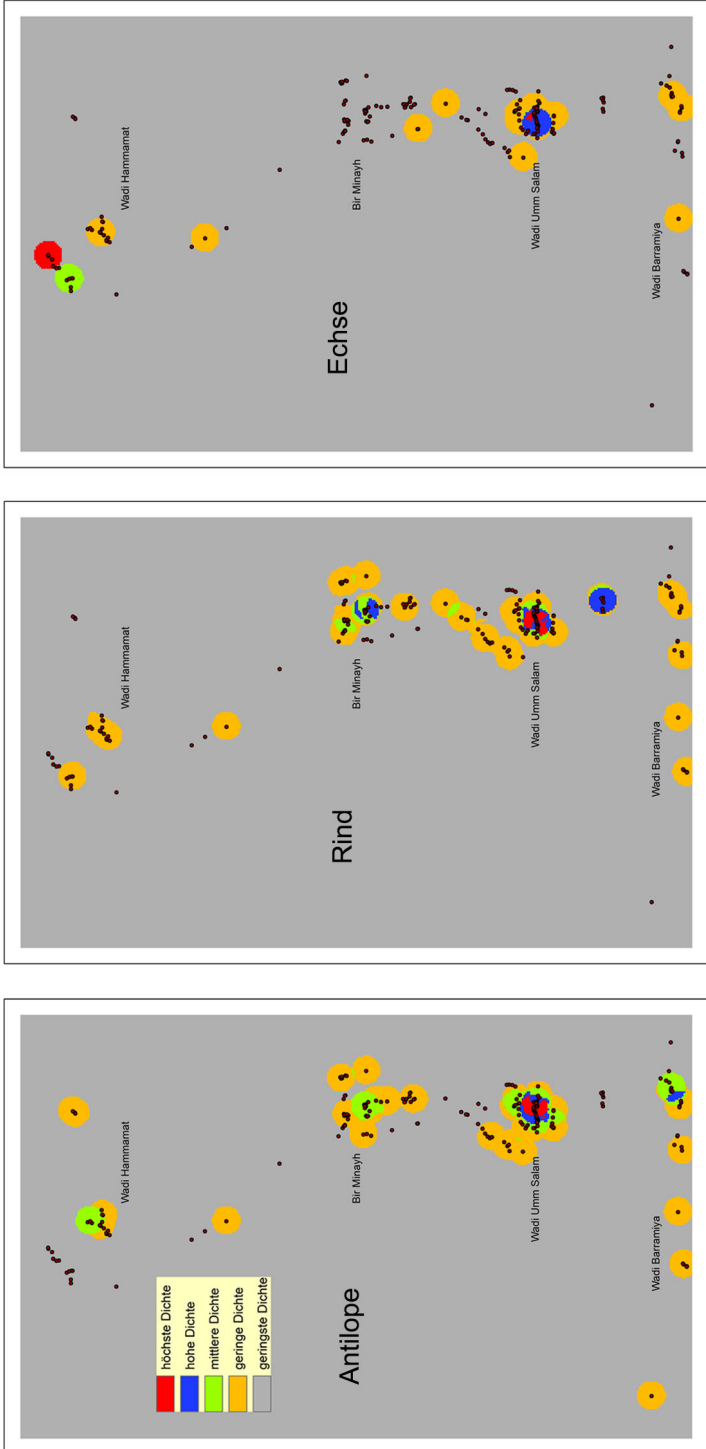 Wadi Hammamat
höchste Dichte
hohe Dichte
mittlere Dichte
geringe Dichte
geringste Dichte
Antilope
Bir Minayh
Wadi Umm Salam
Wadi Barramiya
Wadi Hammamat
Rind
Bir Minayh
Wadi Umm Salam
Wadi Barramiya
Wadi Hammamat
Echse
Bir Minayh
Wadi Umm Salam
Wadi Barramiya